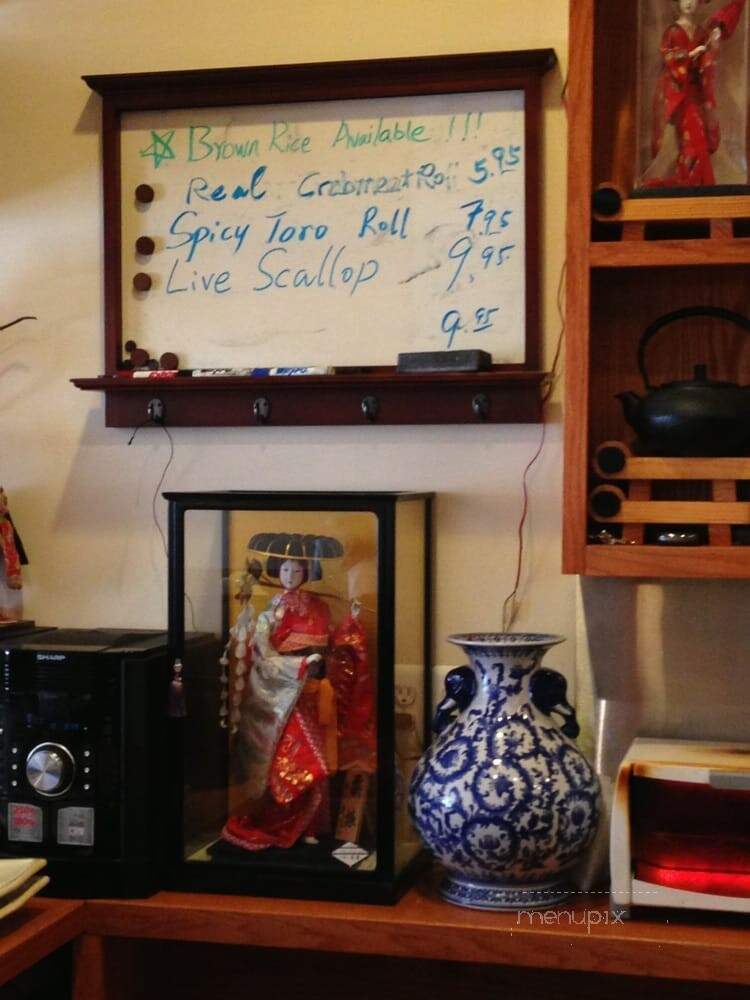 ☆ Brown Rice Available !!!
Real Crabmeat Roll 5.95
Spicy Toro Roll 7.95
Live Scallop 9.95
9.95
SHARP
menupix